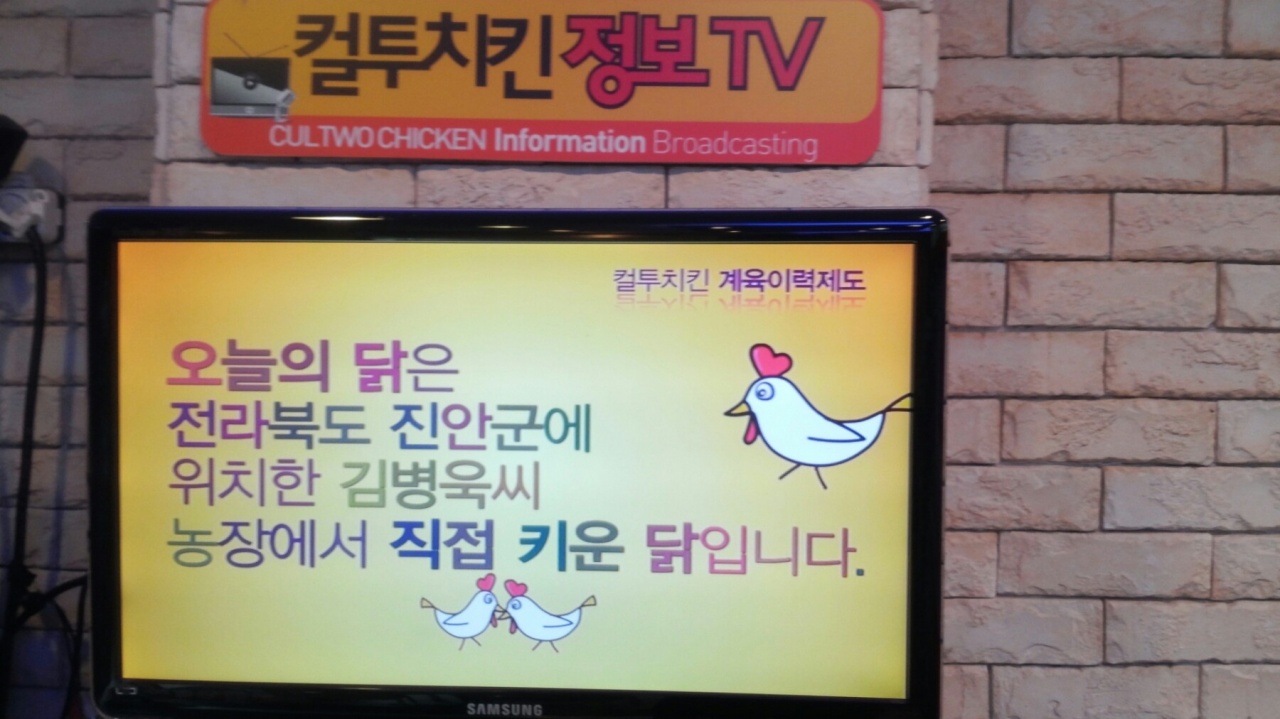 컬투치킨 정보 TV
CULTWO CHICKEN Information Broadcasting
컬투치킨 계육이력제도
오늘의 닭은
전라북도 진안군에
위치한 김병욱씨
농장에서 직접 키운 닭입니다.
SAMSUNG